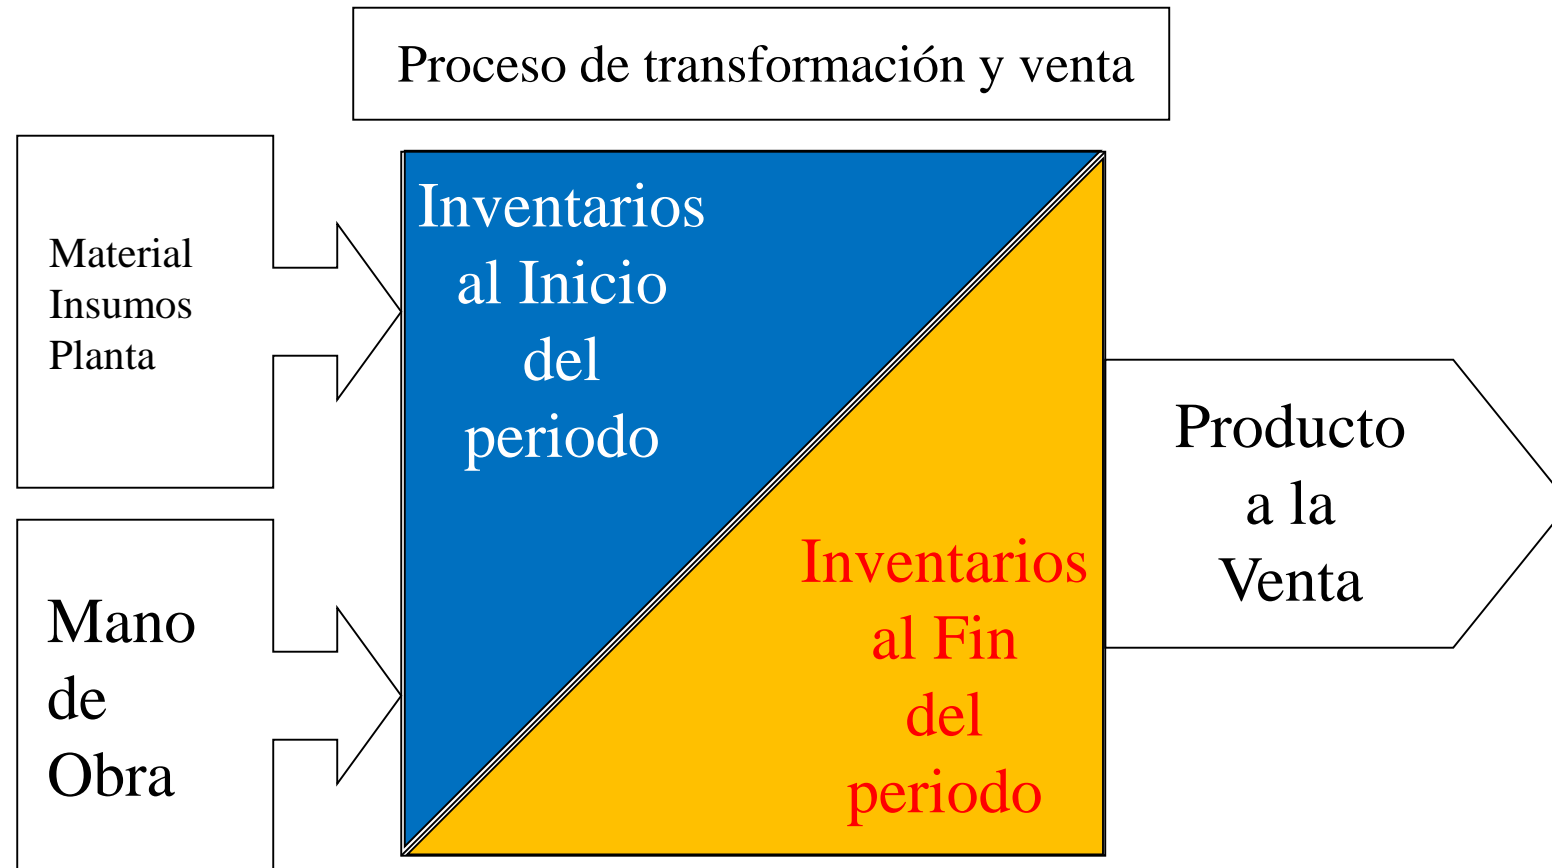 Proceso de transformación y venta
Material
Insumos
Planta
Mano
de
Obra
Inventarios
al Inicio
del
periodo
Inventarios
al Fin
del
periodo
Producto
a la
Venta